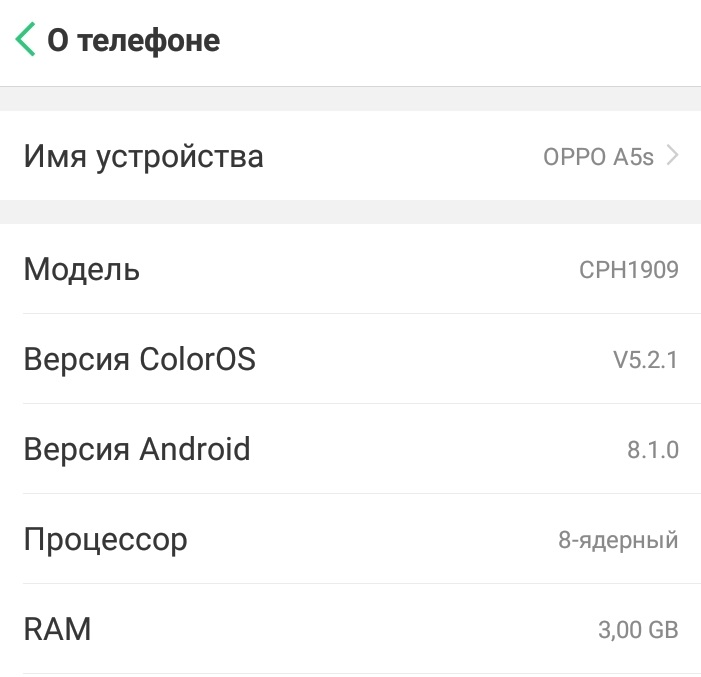 О телефоне
Имя устройства OPPO A5s
Модель CPH1909
Версия ColorOS V5.2.1
Версия Android 8.1.0
Процессор 8-ядерный
RAM 3,00 GB